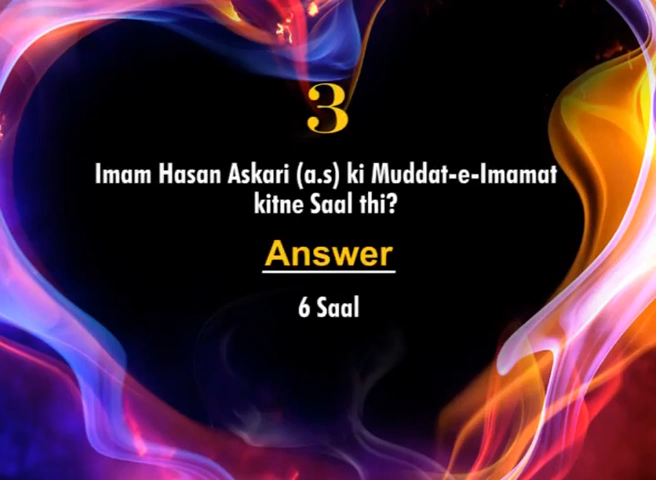 3
Imam Hasan Askari (a.s) ki Muddat-e-Imamat
kitne Saal thi?
Answer
6 Saal